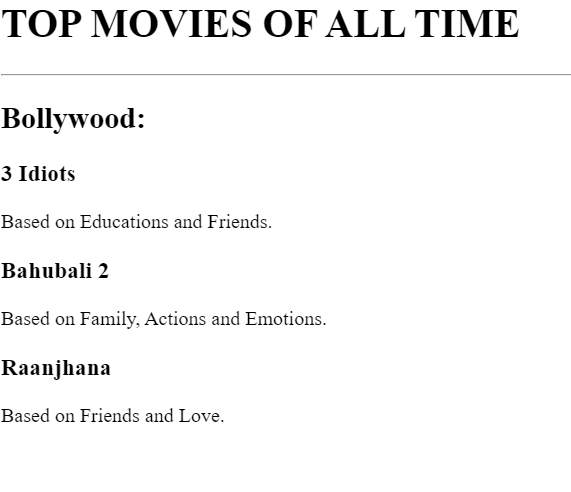 TOP MOVIES OF ALL TIME
Bollywood:
3 Idiots
Based on Educations and Friends.
Bahubali 2
Based on Family, Actions and Emotions.
Raanjhana
Based on Friends and Love.